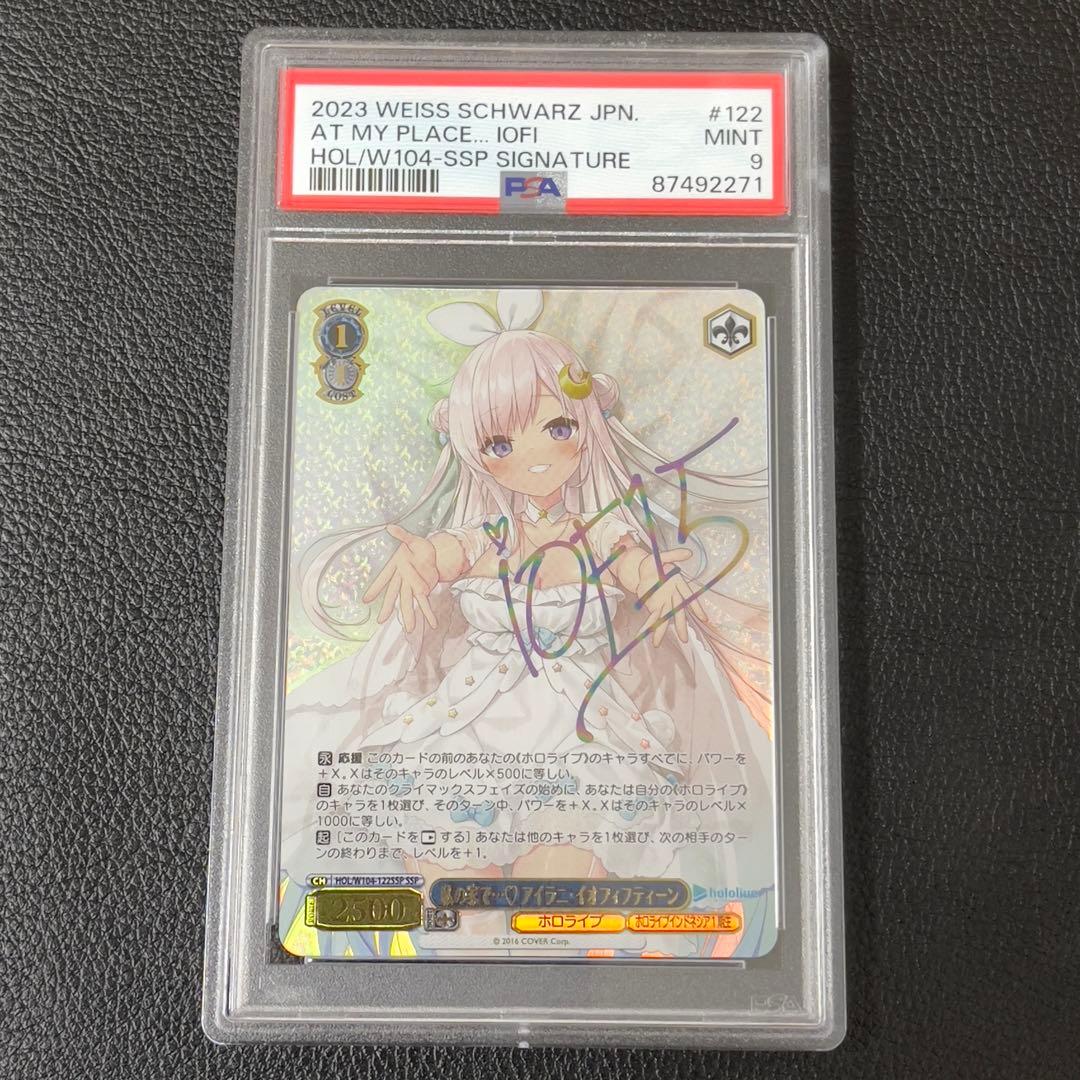 2023 WEISS SCHWARZ JPN. #122
AT MY PLACE... IOFI MINT
HOL/W104-SSP SIGNATURE 9
PSA 87492271
LEVEL
1
1
COST
iOFI15
永 応援 このカードの前のあなたの《ホロライブ》のキャラすべてに、パワーを
+X。Xはそのキャラのレベル×500に等しい。
自 あなたのクライマックスフェイズの始めに、あなたは自分の《ホロライブ》
のキャラを1枚選び、そのターン中、パワーを+X。Xはそのキャラのレベル×
1000に等しい。
起 [このカードを する] あなたは他のキャラを1枚選び、次の相手のター
ンの終わりまで、レベルを+1。
CH HOL/W104-122SSP SSP
POWER 2500
私の家で…♡ アイラニ・イオフィフティーン
hololive
ホロライブ ホロライブインドネシア1期生
© 2016 COVER Corp.
PSA